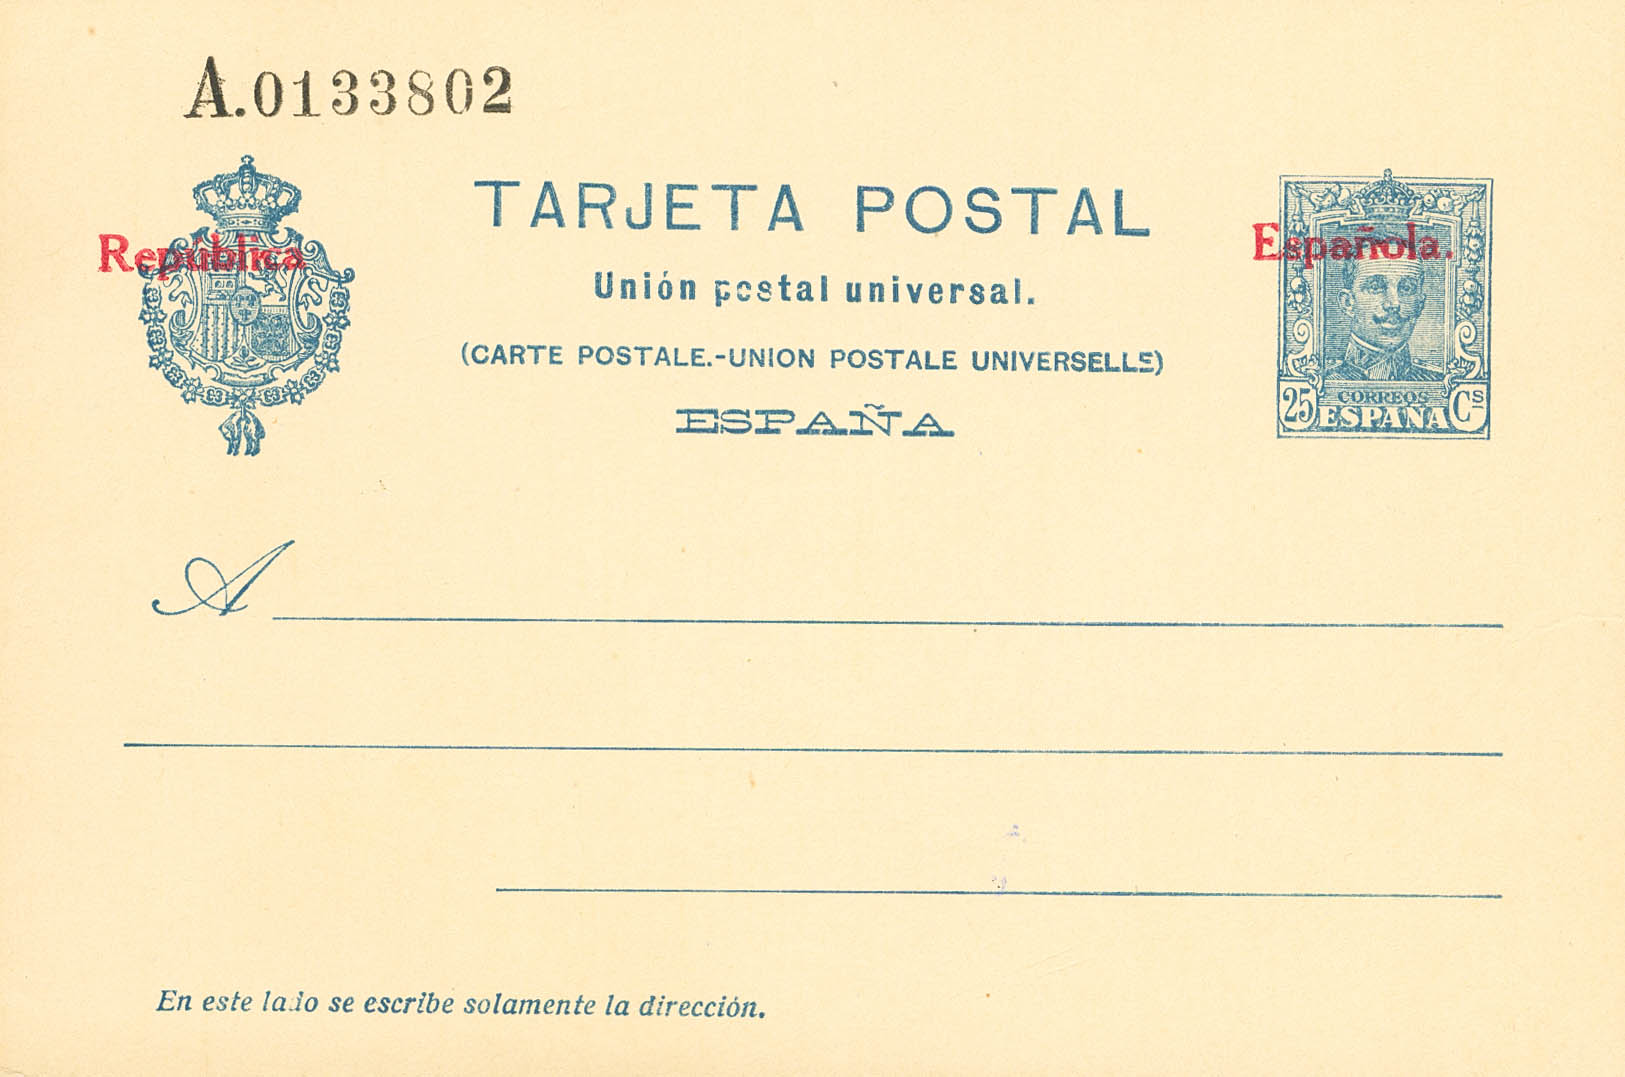 A.0133802
TARJETA POSTAL
República
Española.
Unión postal universal.
(CARTE POSTALE.-UNION POSTALE UNIVERSELLE)
25 CORREOS ESPAÑA Cs
ESPAÑA
A
En este lado se escribe solamente la dirección.